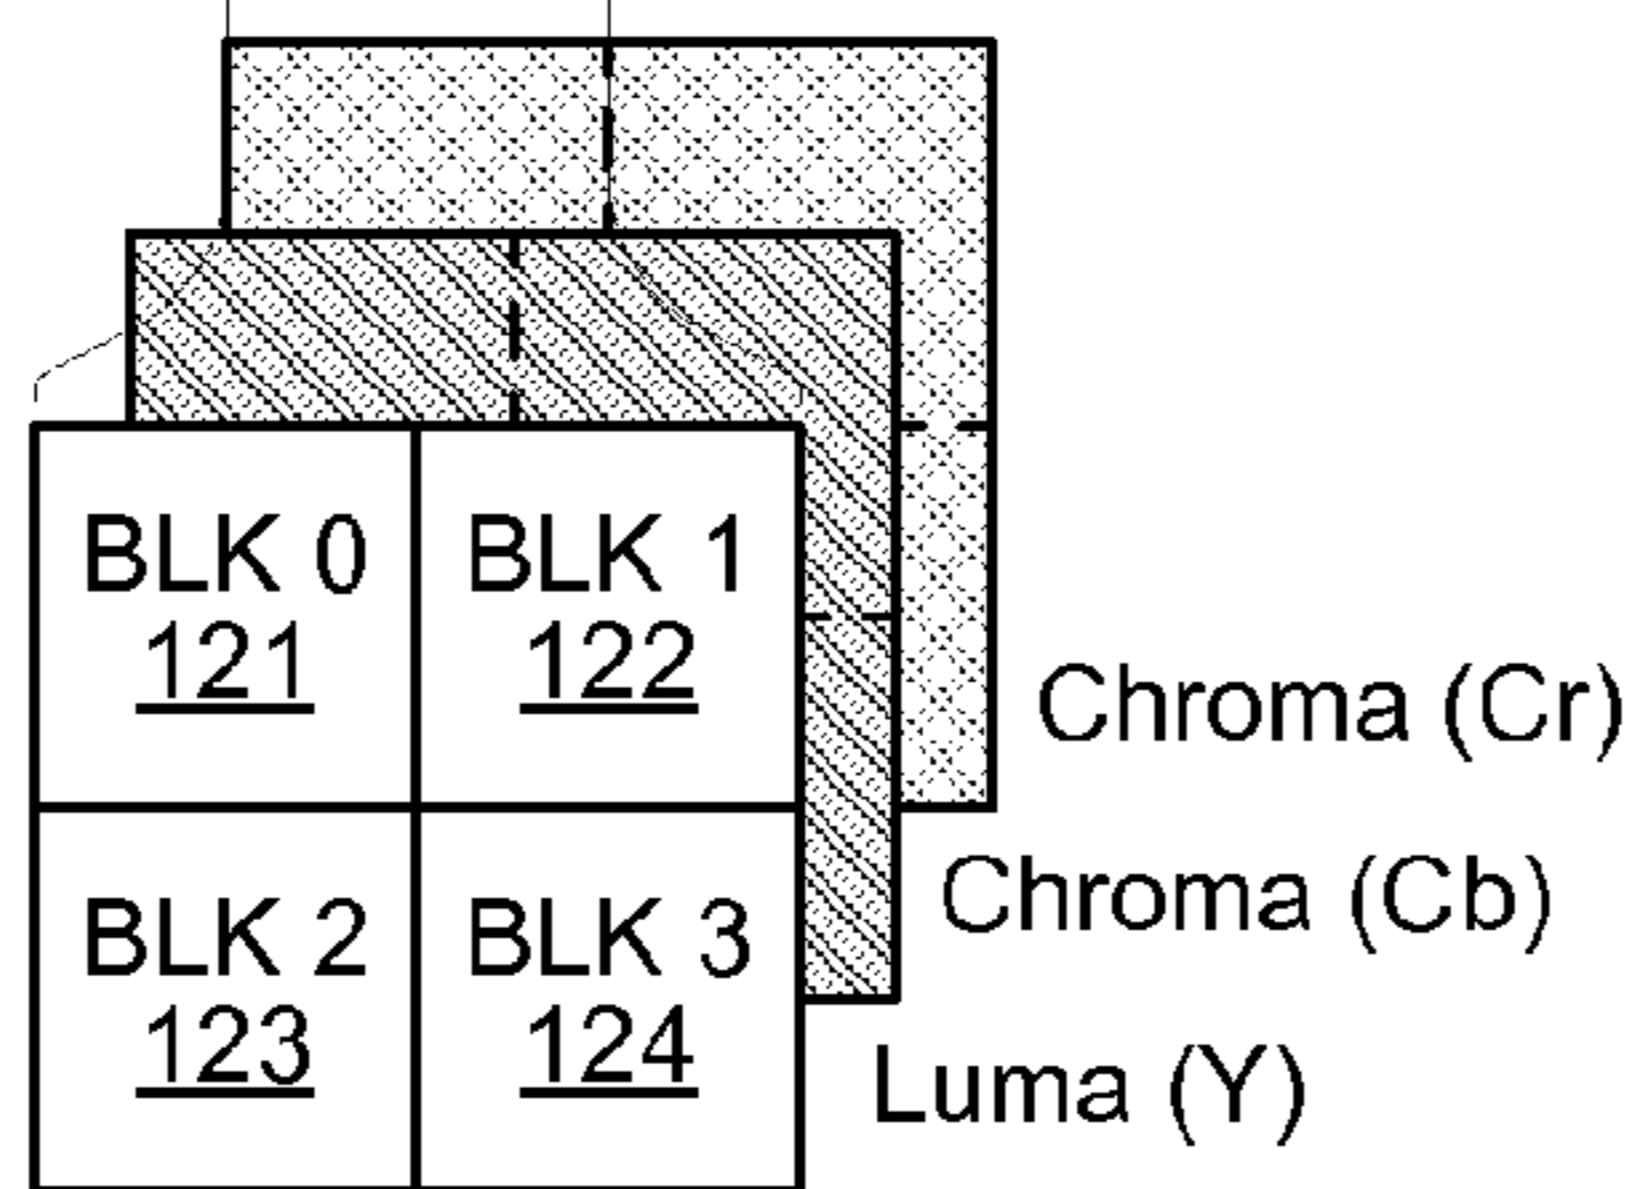 BLK 0
121
BLK 1
122
BLK 2
123
BLK 3
124
Chroma (Cr)
Chroma (Cb)
Luma (Y)